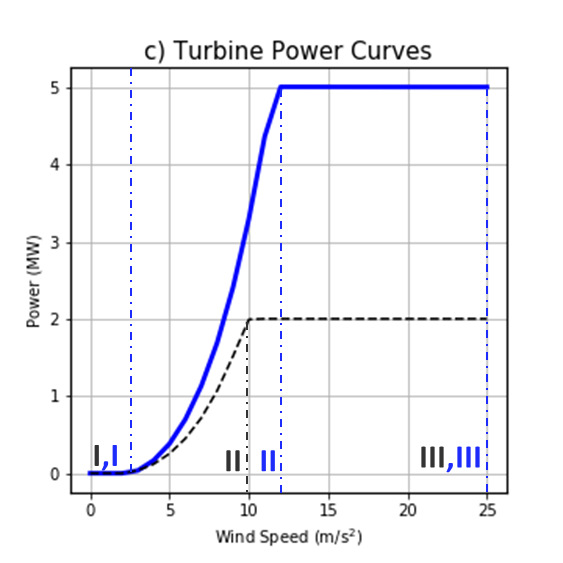 c) Turbine Power Curves
5
4
3
2
1
0
Power (MW)
I,I
II
II
III,III
0 5 10 15 20 25
Wind Speed (m/s²)